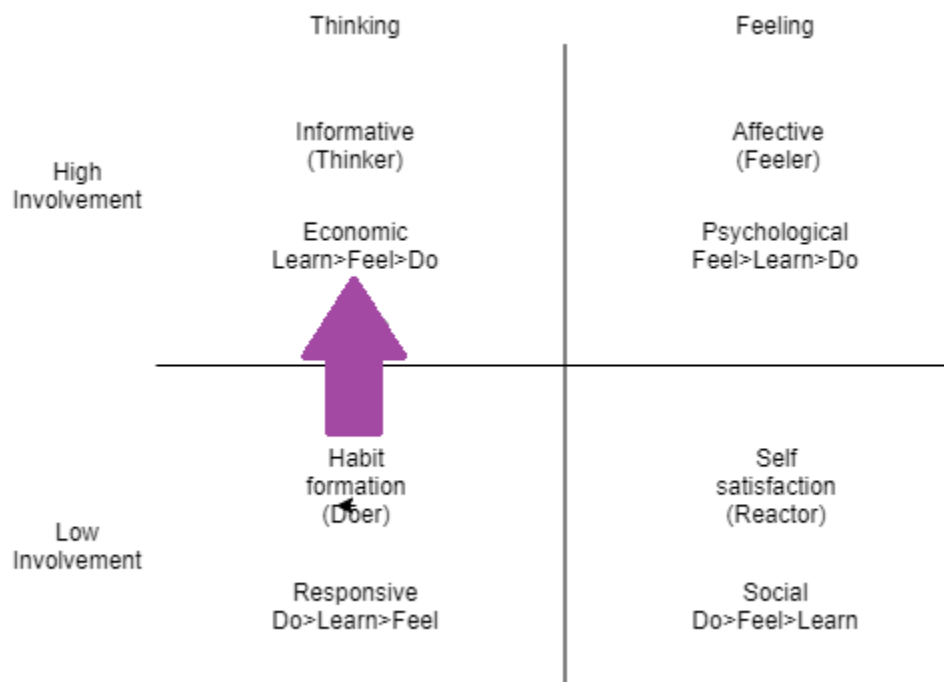 Thinking
Feeling
Informative
(Thinker)
Affective
(Feeler)
High
Involvement
Economic
Learn>Feel>Do
Psychological
Feel>Learn>Do
Habit
formation
(Doer)
Self
satisfaction
(Reactor)
Low
Involvement
Responsive
Do>Learn>Feel
Social
Do>Feel>Learn